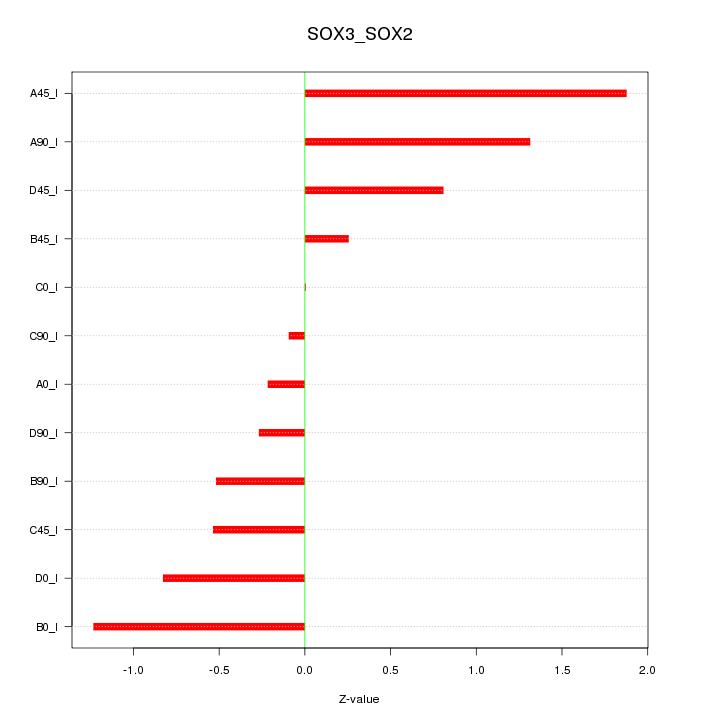 SOX3_SOX2
A45_I
A90_I
D45_I
B45_I
C0_I
C90_I
A0_I
D90_I
B90_I
C45_I
D0_I
B0_I
-1.0 -0.5 0.0 0.5 1.0 1.5 2.0
Z-value